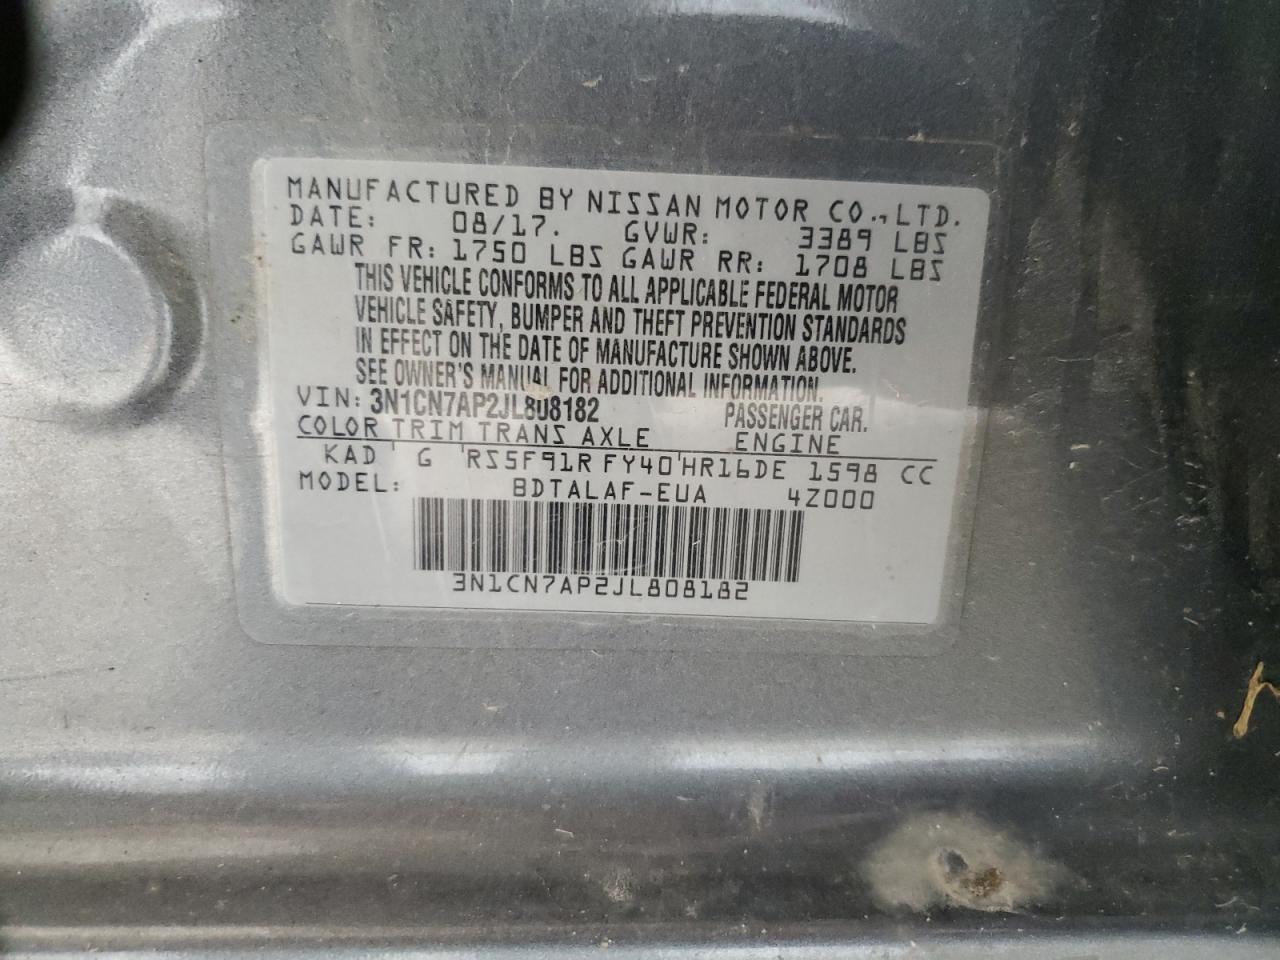 MANUFACTURED BY NISSAN MOTOR CO., LTD.
DATE: 08/17. GVWR: 3389 LBS
GAWR FR: 1750 LBS GAWR RR: 1708 LBS
THIS VEHICLE CONFORMS TO ALL APPLICABLE FEDERAL MOTOR
VEHICLE SAFETY, BUMPER AND THEFT PREVENTION STANDARDS
IN EFFECT ON THE DATE OF MANUFACTURE SHOWN ABOVE.
SEE OWNER'S MANUAL FOR ADDITIONAL INFORMATION.
VIN: 3N1CN7AP2JL808182 PASSENGER CAR.
COLOR TRIM TRANS AXLE ENGINE
KAD G RS5F91R FY40 HR16DE 1598 CC
MODEL: BDTALAF-EUA 4Z000
3N1CN7AP2JL808182